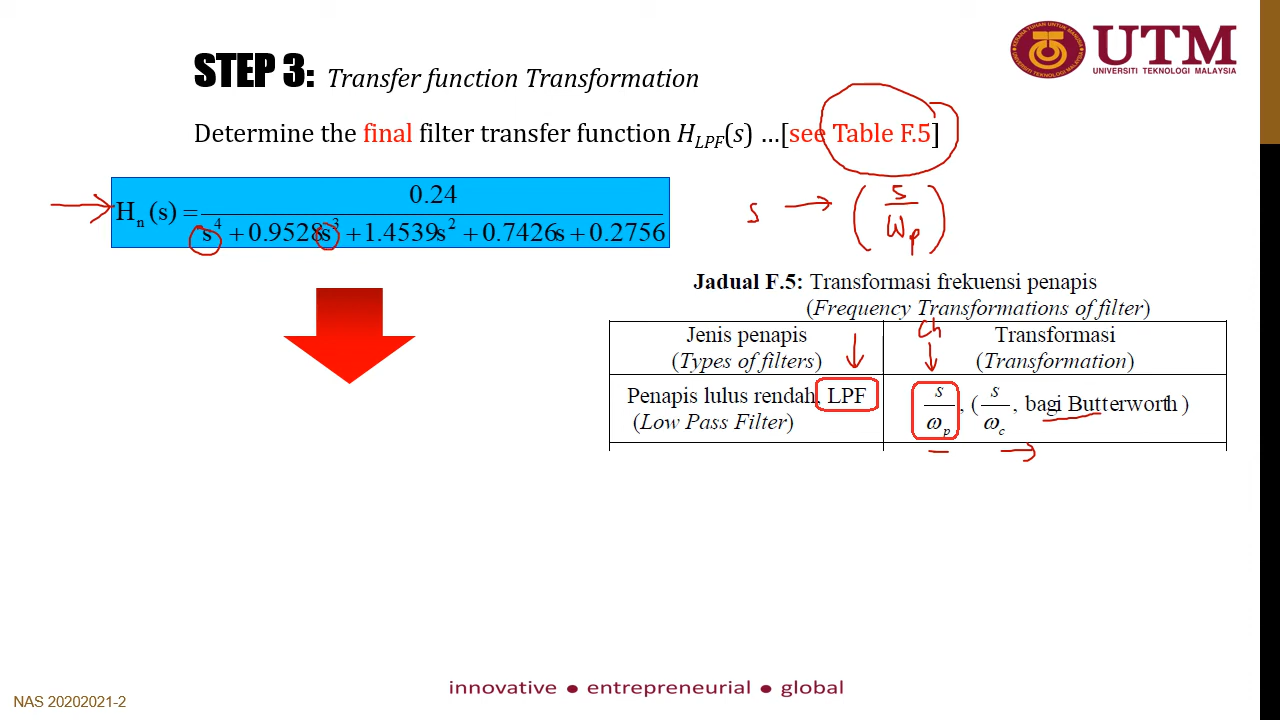 UTM
UNIVERSITI TEKNOLOGI MALAYSIA
STEP 3: Transfer function Transformation
Determine the final filter transfer function H_LPF(s) …[see Table F.5]
H_n(s) = 0.24 / (s^4 + 0.9528s^3 + 1.4539s^2 + 0.7426s + 0.2756)
s → (s / ω_p)
Jadual F.5: Transformasi frekuensi penapis
(Frequency Transformations of filter)
Ch
Jenis penapis Transformasi
(Types of filters) (Transformation)
Penapis lulus rendah, LPF s/ω_p, (s/ω_c, bagi Butterworth )
(Low Pass Filter)
innovative ● entrepreneurial ● global
NAS 20202021-2